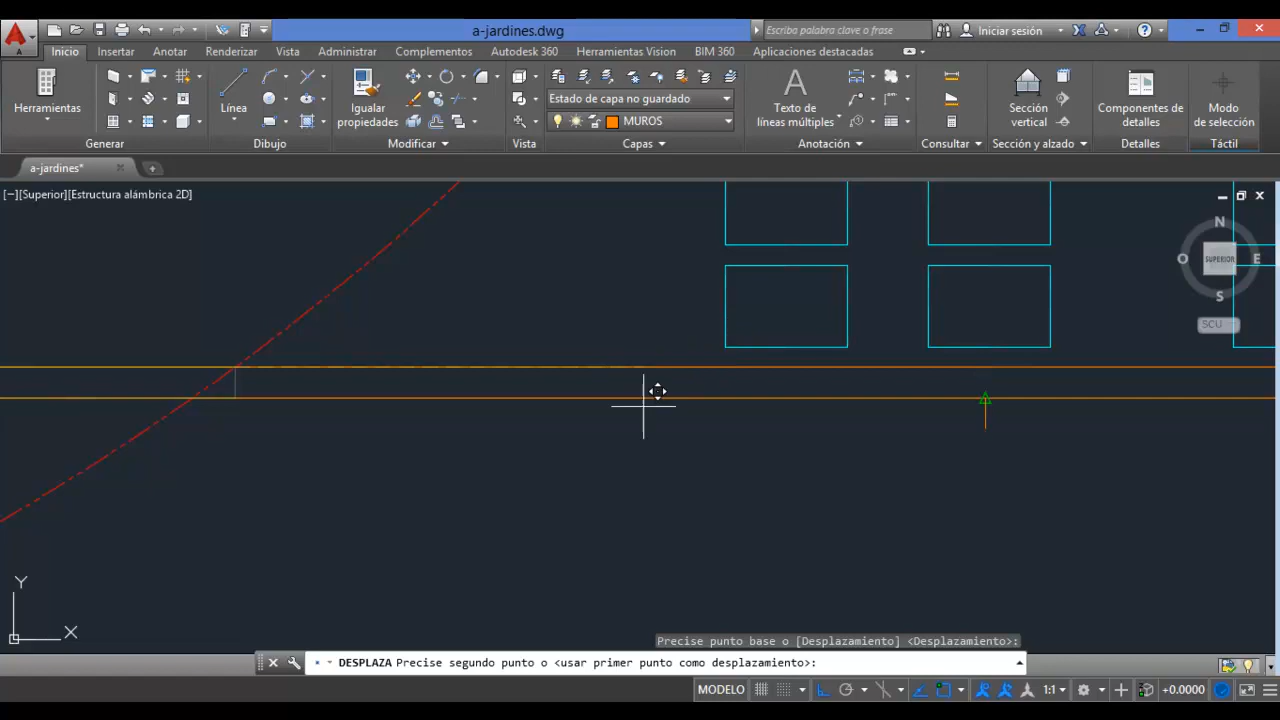 a-jardines.dwg
Escriba palabra clave o frase
Iniciar sesión
A
Inicio Insertar Anotar Renderizar Vista Administrar Complementos Autodesk 360 Herramientas Vision BIM 360 Aplicaciones destacadas
Herramientas
Línea
Igualar
propiedades
Estado de capa no guardado
MUROS
Texto de
líneas múltiples
Sección
vertical
Componentes de
detalles
Modo
de selección
General Dibujo Modificar Vista Capas Anotación Consultar Sección y alzado Detalles Táctil
a-jardines*
[−][Superior][Estructura alámbrica 2D]
N
O SUPERIOR E
S
SCU
Y
X
Precise punto base o [Desplazamiento] <Desplazamiento>:
DESPLAZA Precise segundo punto o <usar primer punto como desplazamiento>:
MODELO 1:1 +0.0000